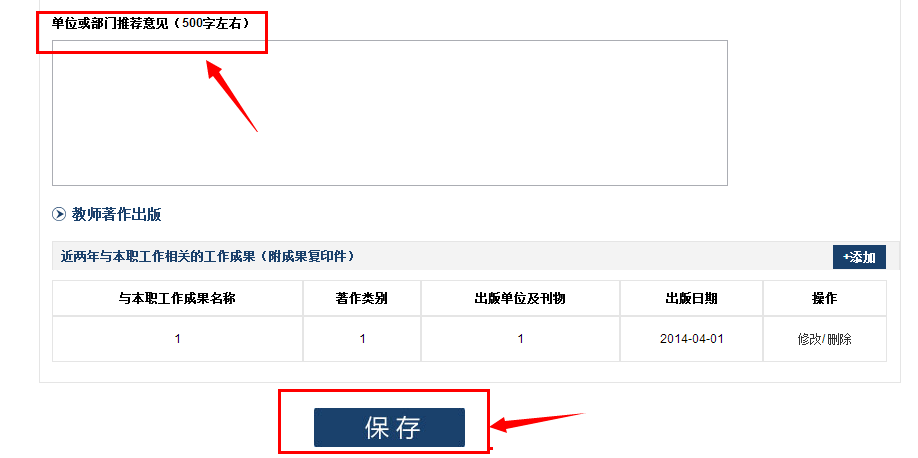 单位或部门推荐意见（500字左右）
教师著作出版
近两年与本职工作相关的工作成果（附成果复印件） +添加
与本职工作成果名称 著作类别 出版单位及刊物 出版日期 操作
1 1 1 2014-04-01 修改/删除
保存